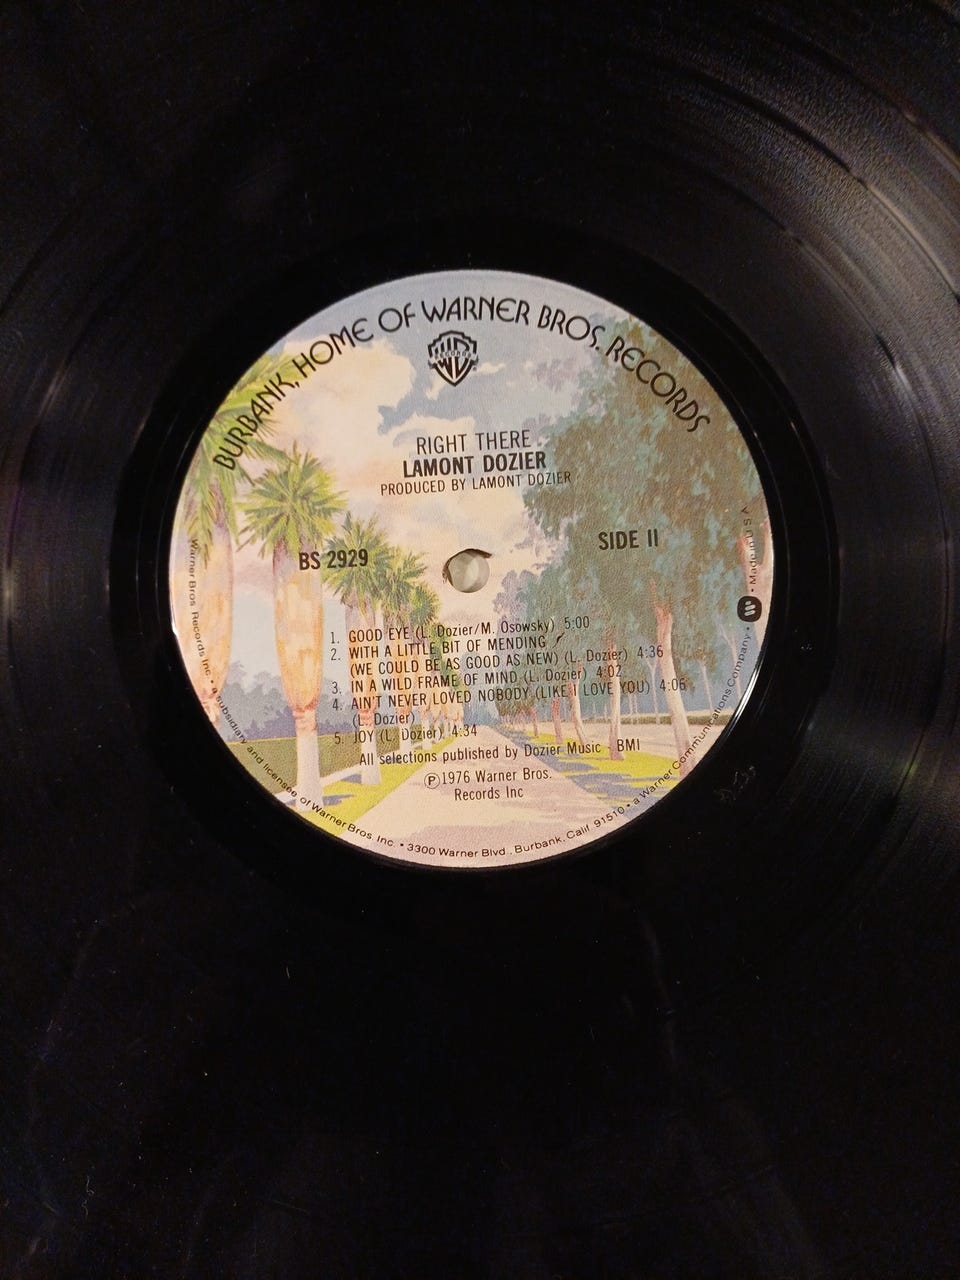 BURBANK, HOME OF WARNER BROS. RECORDS
RECORDS
RIGHT THERE
LAMONT DOZIER
PRODUCED BY LAMONT DOZIER
BS 2929
SIDE II
1. GOOD EYE (L. Dozier/M. Osowsky) 5:00
2. WITH A LITTLE BIT OF MENDING
(WE COULD BE AS GOOD AS NEW) (L. Dozier) 4:36
3. IN A WILD FRAME OF MIND (L. Dozier) 4:02
4. AIN'T NEVER LOVED NOBODY (LIKE I LOVE YOU) 4:06
(L. Dozier)
5. JOY (L. Dozier) 4:34
All selections published by Dozier Music - BMI
℗1976 Warner Bros.
Records Inc
Warner Bros. Records Inc. • a subsidiary and licensee of Warner Bros. Inc. • 3300 Warner Blvd., Burbank, Calif. 91510 • a Warner Communications Company • Made in U S A